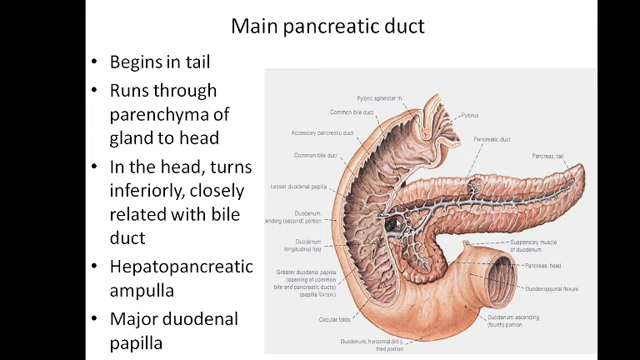 Main pancreatic duct
• Begins in tail
• Runs through
parenchyma of
gland to head
• In the head, turns
inferiorly, closely
related with bile
duct
• Hepatopancreatic
ampulla
• Major duodenal
papilla
Pyloric sphincter m.
Common bile duct
Pylorus
Accessory pancreatic duct
Pancreatic duct
Common bile duct
Pancreas, tail
Lesser duodenal papilla
Duodenum,
ending (second) portion
Duodenum
longitudinal fold
Suspensory muscle
of duodenum
Greater duodenal papilla
(opening of common
bile and pancreatic ducts)
Pancreas, head
Duodenojejunal flexure
Circular folds
Duodenum ascending
(fourth) portion
Duodenum, horizontal (inf.)
third portion